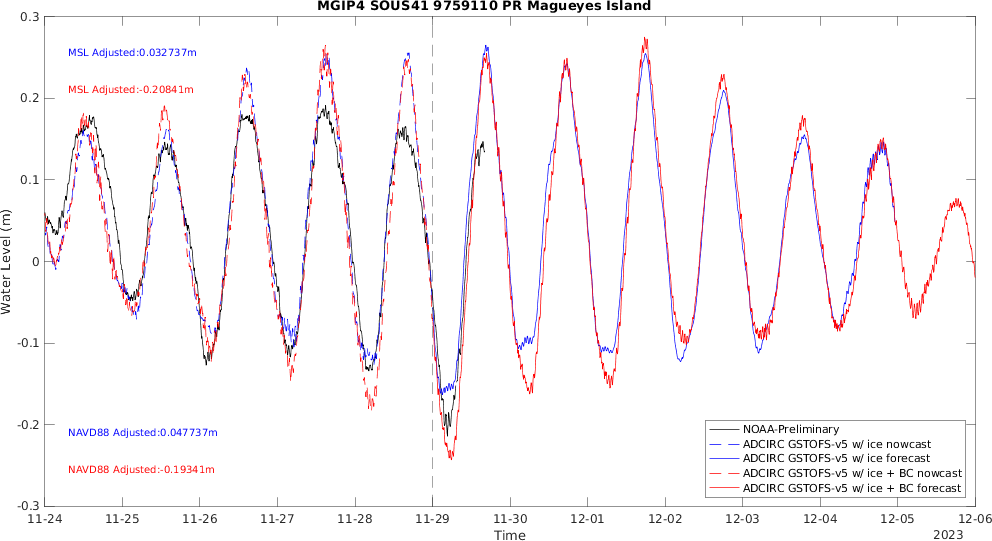 MGIP4 SOUS41 9759110 PR Magueyes Island
0.3
MSL Adjusted:0.032737m
MSL Adjusted:-0.20841m
0.2
0.1
0
-0.1
-0.2
-0.3
Water Level (m)
NAVD88 Adjusted:0.047737m
NAVD88 Adjusted:-0.19341m
NOAA-Preliminary
ADCIRC GSTOFS-v5 w/ ice nowcast
ADCIRC GSTOFS-v5 w/ ice forecast
ADCIRC GSTOFS-v5 w/ ice + BC nowcast
ADCIRC GSTOFS-v5 w/ ice + BC forecast
11-24 11-25 11-26 11-27 11-28 11-29 11-30 12-01 12-02 12-03 12-04 12-05 12-06
Time
2023